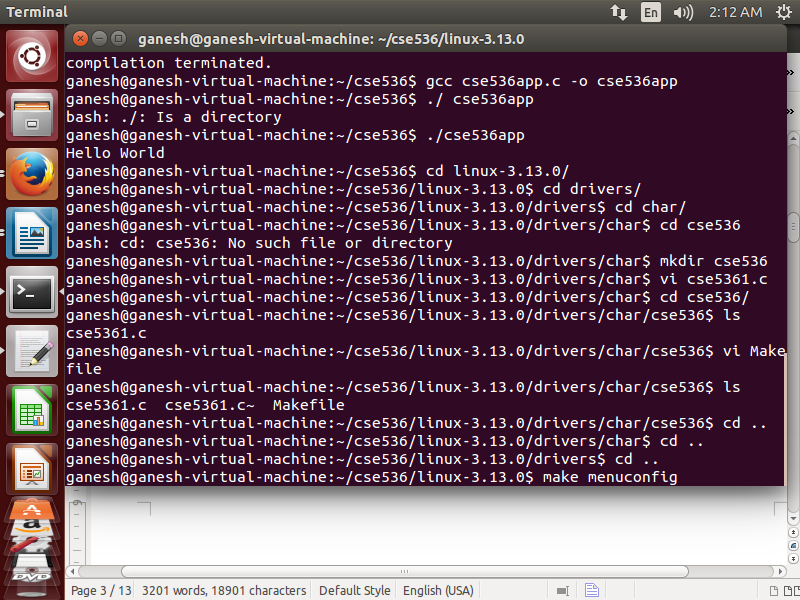 Terminal
En
2:12 AM
ganesh@ganesh-virtual-machine: ~/cse536/linux-3.13.0
compilation terminated.
ganesh@ganesh-virtual-machine:~/cse536$ gcc cse536app.c -o cse536app
ganesh@ganesh-virtual-machine:~/cse536$ ./ cse536app
bash: ./: Is a directory
ganesh@ganesh-virtual-machine:~/cse536$ ./cse536app
Hello World
ganesh@ganesh-virtual-machine:~/cse536$ cd linux-3.13.0/
ganesh@ganesh-virtual-machine:~/cse536/linux-3.13.0$ cd drivers/
ganesh@ganesh-virtual-machine:~/cse536/linux-3.13.0/drivers$ cd char/
ganesh@ganesh-virtual-machine:~/cse536/linux-3.13.0/drivers/char$ cd cse536
bash: cd: cse536: No such file or directory
ganesh@ganesh-virtual-machine:~/cse536/linux-3.13.0/drivers/char$ mkdir cse536
ganesh@ganesh-virtual-machine:~/cse536/linux-3.13.0/drivers/char$ vi cse5361.c
ganesh@ganesh-virtual-machine:~/cse536/linux-3.13.0/drivers/char$ cd cse536/
ganesh@ganesh-virtual-machine:~/cse536/linux-3.13.0/drivers/char/cse536$ ls
cse5361.c
ganesh@ganesh-virtual-machine:~/cse536/linux-3.13.0/drivers/char/cse536$ vi Make
file
ganesh@ganesh-virtual-machine:~/cse536/linux-3.13.0/drivers/char/cse536$ ls
cse5361.c  cse5361.c~  Makefile
ganesh@ganesh-virtual-machine:~/cse536/linux-3.13.0/drivers/char/cse536$ cd ..
ganesh@ganesh-virtual-machine:~/cse536/linux-3.13.0/drivers/char$ cd ..
ganesh@ganesh-virtual-machine:~/cse536/linux-3.13.0/drivers$ cd ..
ganesh@ganesh-virtual-machine:~/cse536/linux-3.13.0$ make menuconfig
Page 3 / 13
3201 words, 18901 characters
Default Style
English (USA)